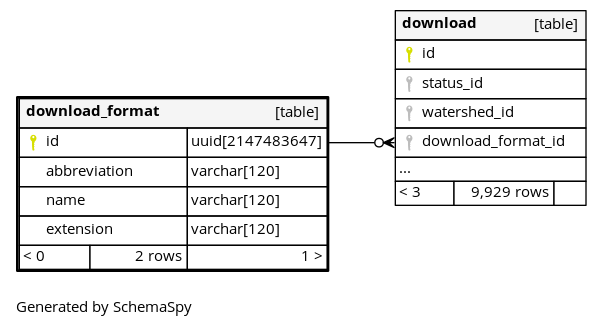 download [table]
id
status_id
watershed_id
download_format_id
...
< 3 9,929 rows
download_format [table]
id uuid[2147483647]
abbreviation varchar[120]
name varchar[120]
extension varchar[120]
< 0 2 rows 1 >
Generated by SchemaSpy